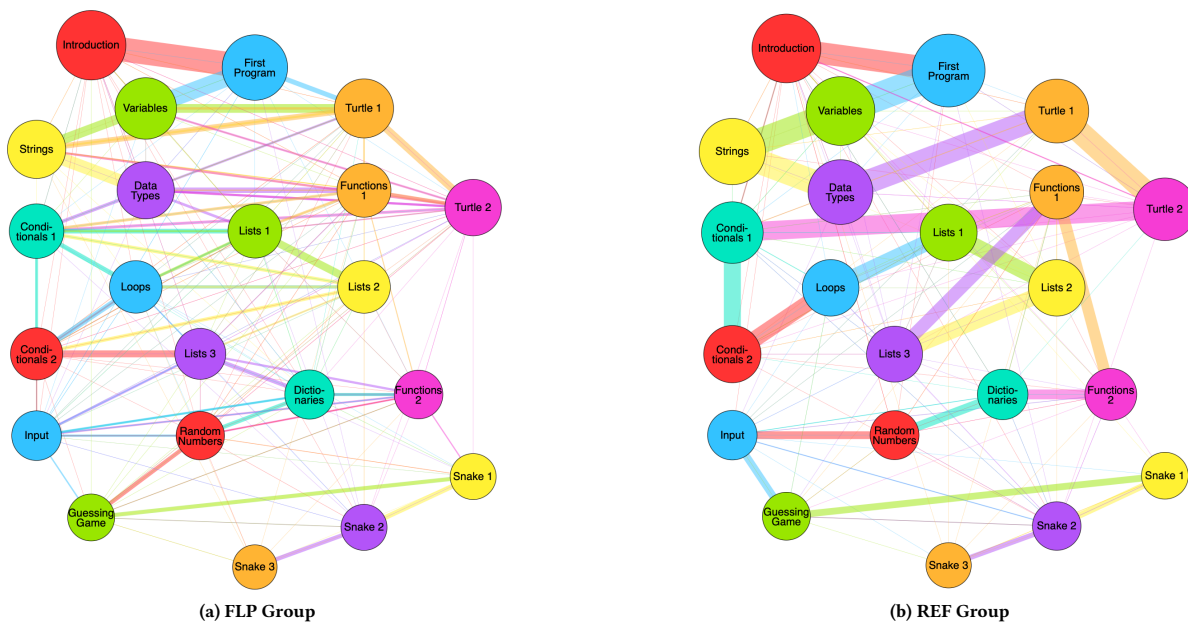 Introduction
First
Program
Variables
Turtle 1
Strings
Data
Types
Functions
1
Turtle 2
Condi-
tionals 1
Lists 1
Loops
Lists 2
Condi-
tionals 2
Lists 3
Dictio-
naries
Functions
2
Input
Random
Numbers
Snake 1
Guessing
Game
Snake 2
Snake 3
(a) FLP Group
Introduction
First
Program
Variables
Turtle 1
Strings
Data
Types
Functions
1
Turtle 2
Condi-
tionals 1
Lists 1
Loops
Lists 2
Condi-
tionals 2
Lists 3
Dictio-
naries
Functions
2
Input
Random
Numbers
Snake 1
Guessing
Game
Snake 2
Snake 3
(b) REF Group